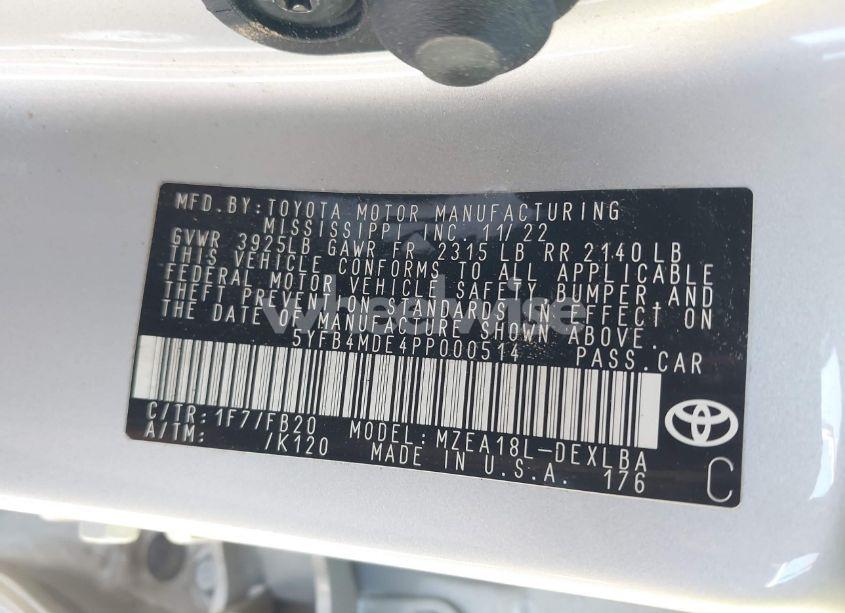 MFD.BY:TOYOTA MOTOR MANUFACTURING
MISSISSIPPI INC. 11/22
GVWR 3925LB GAWR FR 2315 LB RR 2140 LB
THIS VEHICLE CONFORMS TO ALL APPLICABLE
FEDERAL MOTOR VEHICLE SAFETY, BUMPER, AND
THEFT PREVENTION STANDARDS IN EFFECT ON
THE DATE OF MANUFACTURE SHOWN ABOVE.
wheelwise
5YFB4MDE4PP000514 PASS.CAR
C/TR:1F7/FB20 MODEL:MZEA18L-DEXLBA
A/TM: /K120 MADE IN U.S.A. 176
C